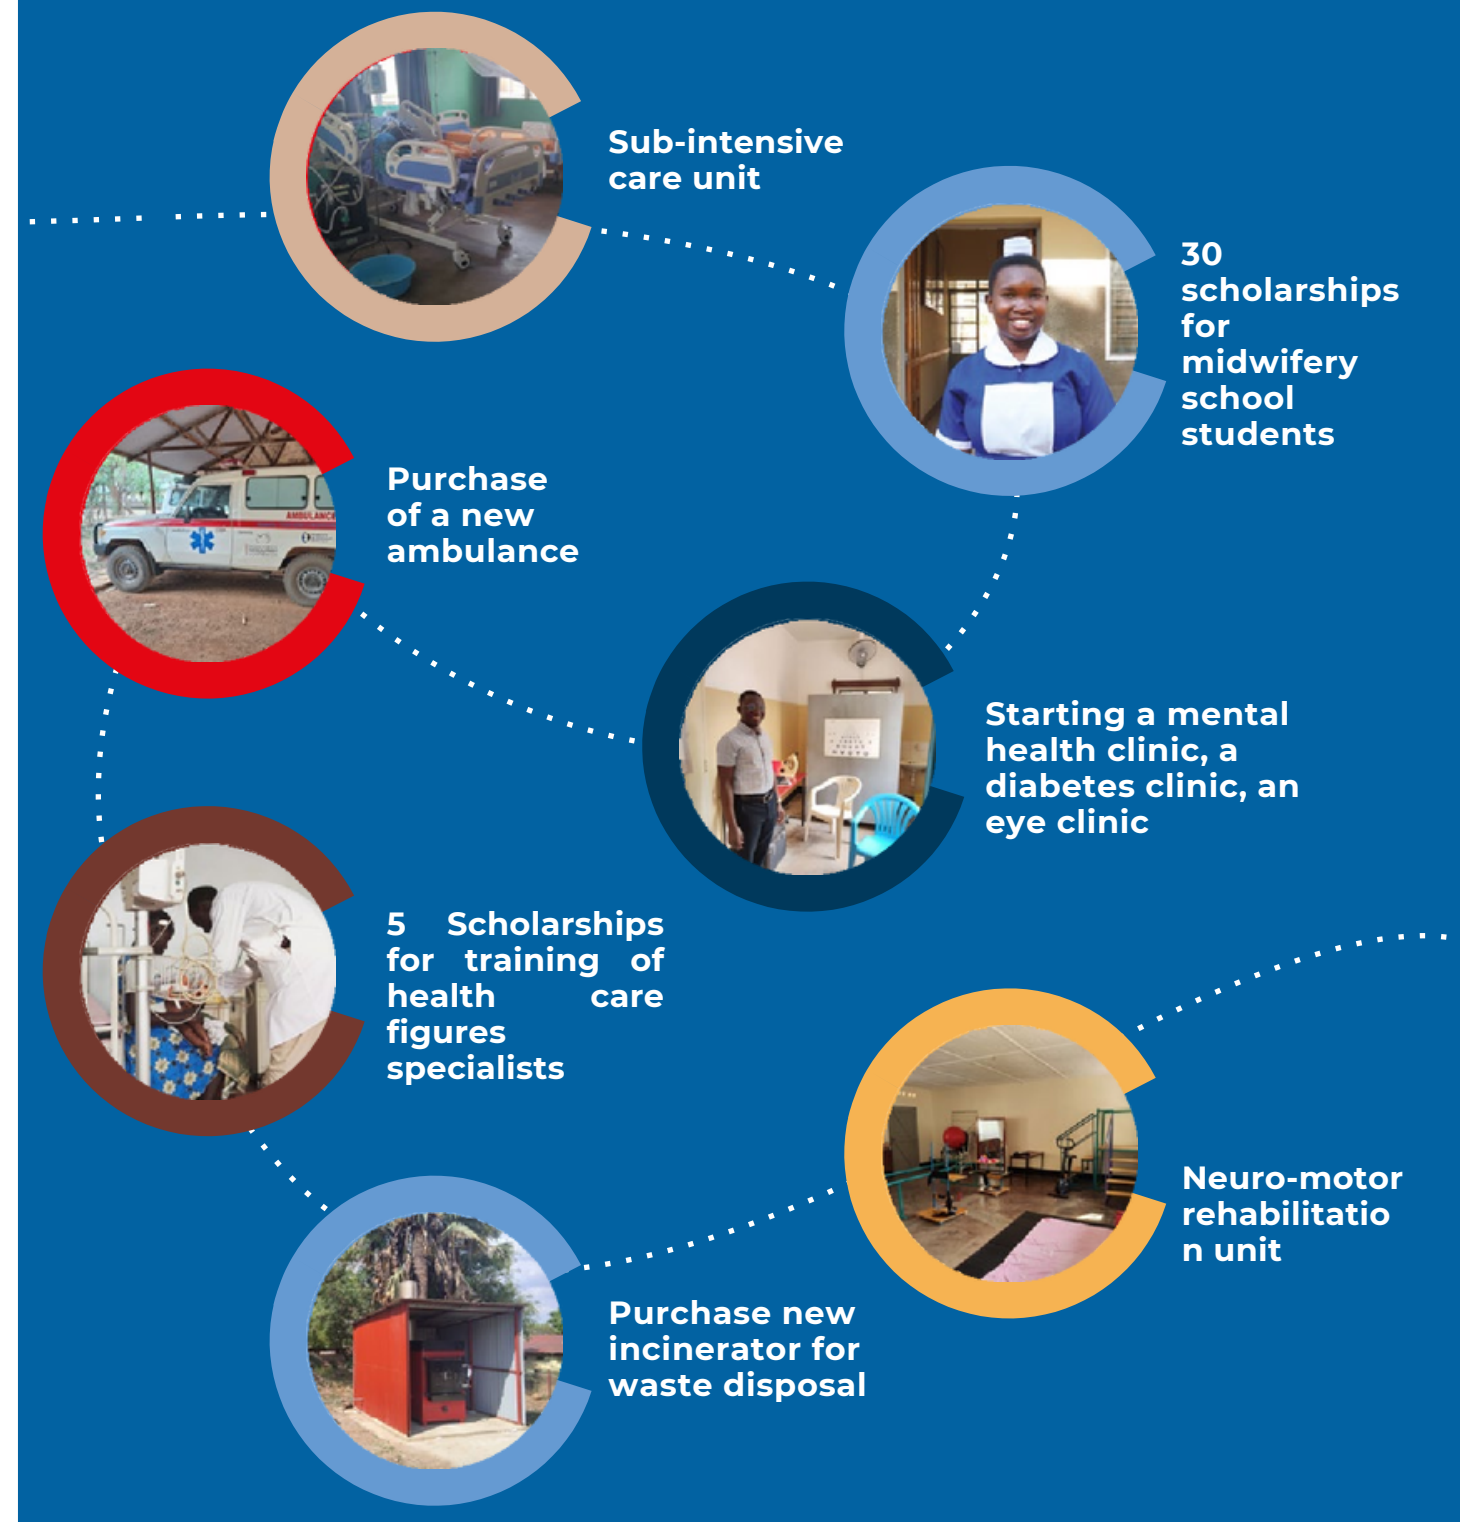 Sub-intensive
care unit
30
scholarships
for
midwifery
school
students
Purchase
of a new
ambulance
AMBULANCE
Starting a mental
health clinic, a
diabetes clinic, an
eye clinic
5 Scholarships
for training of
health care
figures
specialists
Neuro-motor
rehabilitatio
n unit
Purchase new
incinerator for
waste disposal